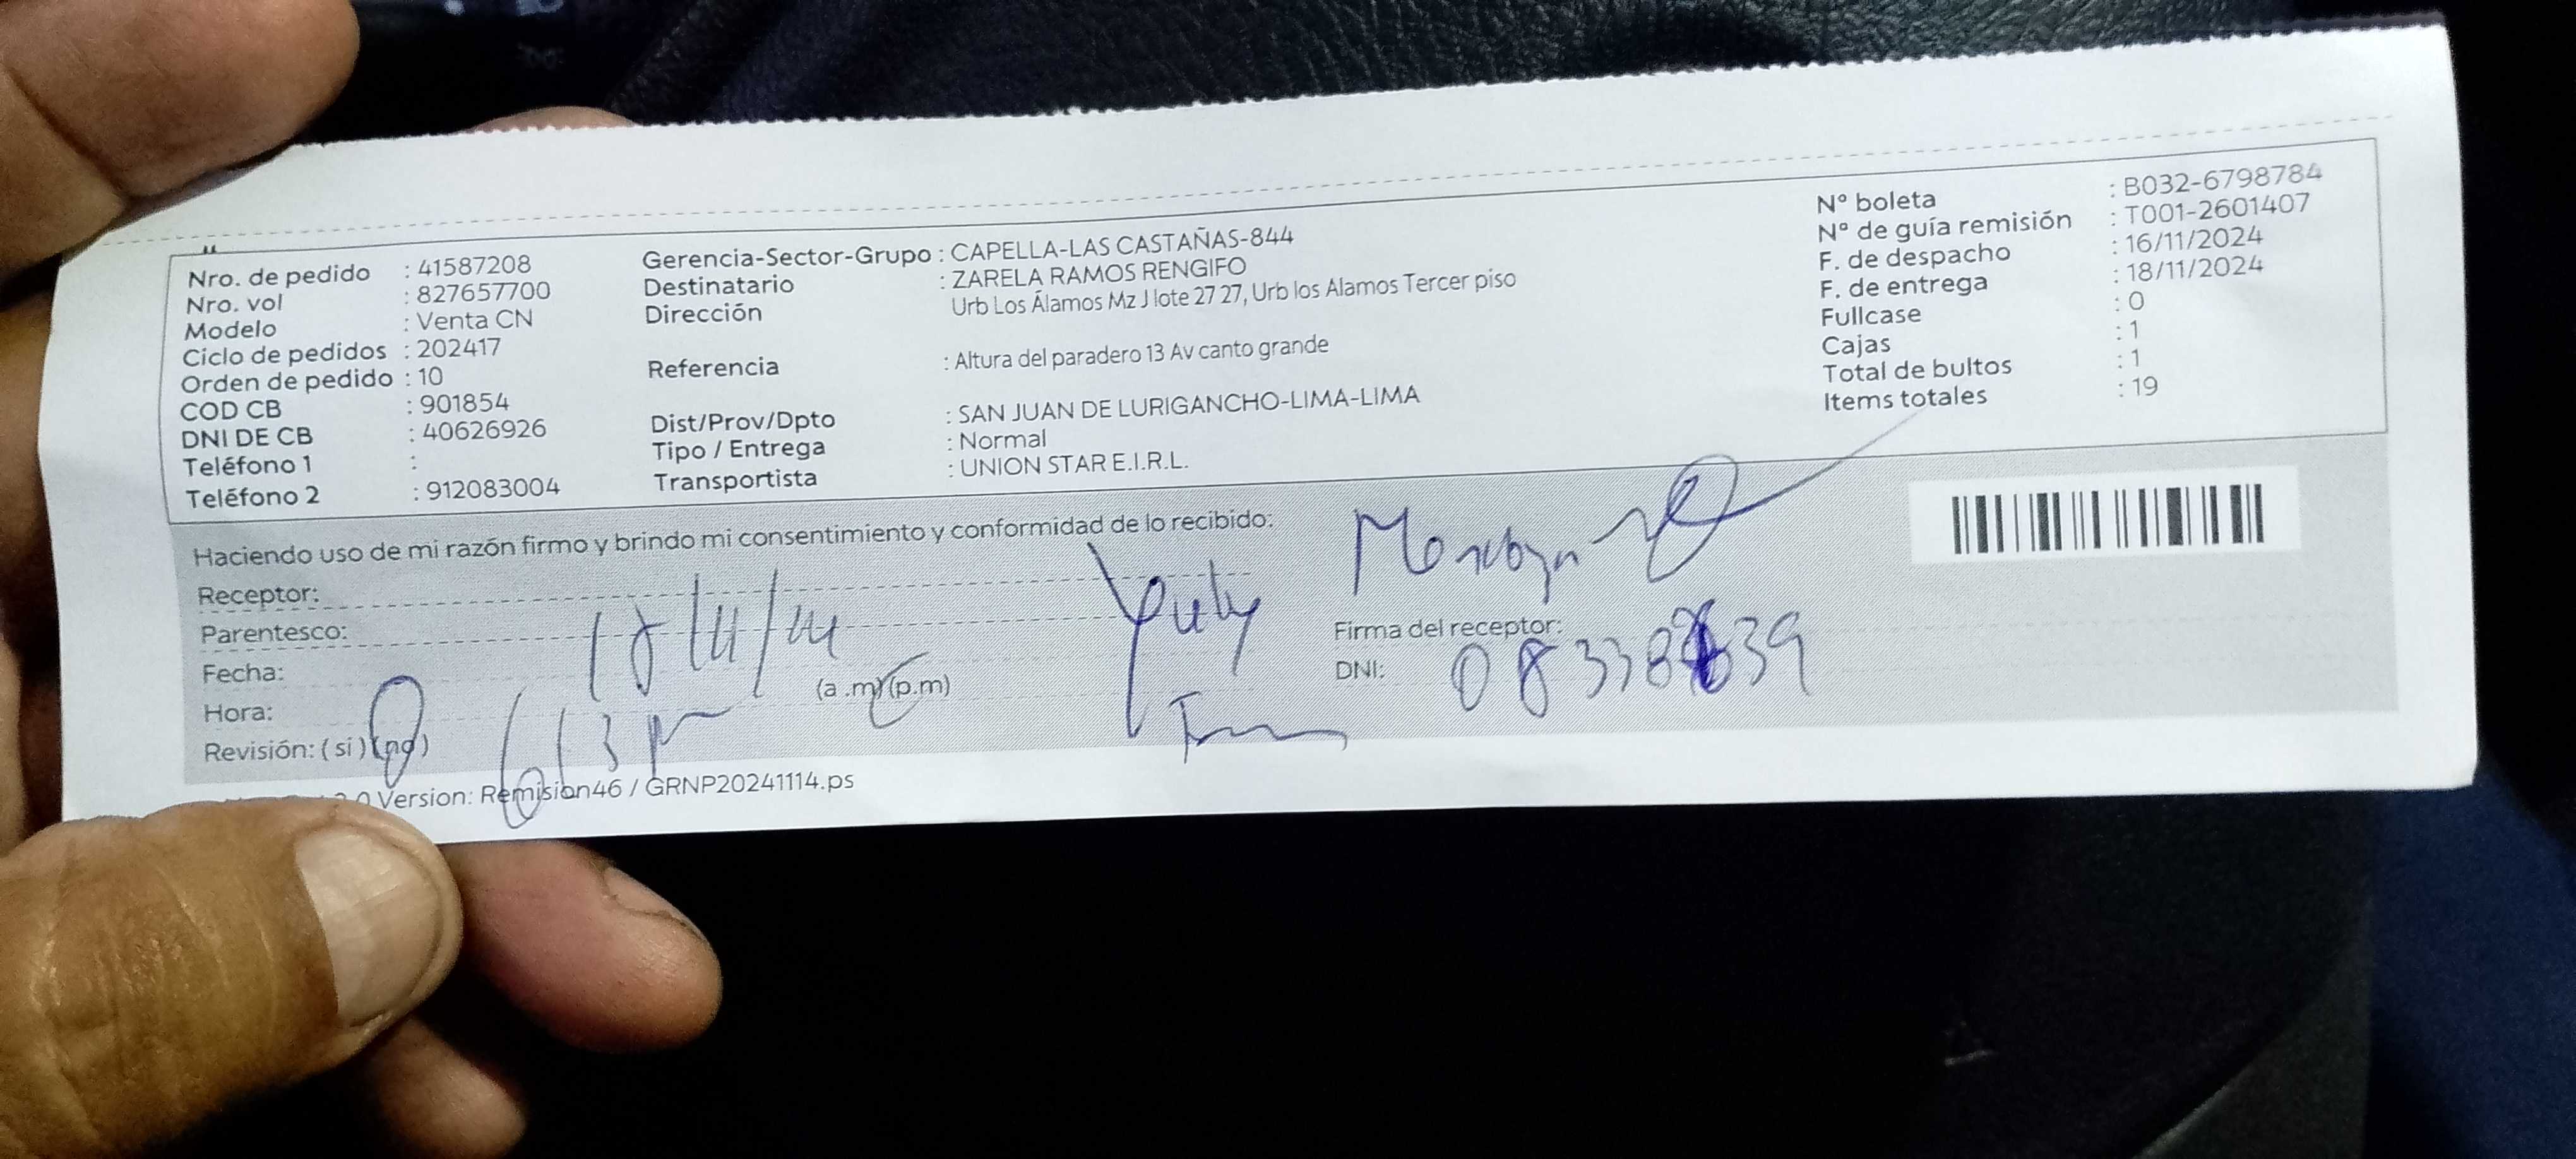 Nro. de pedido : 41587208
Nro. vol : 827657700
Modelo : Venta CN
Ciclo de pedidos : 202417
Orden de pedido : 10
COD CB : 901854
DNI DE CB : 40626926
Teléfono 1 :
Teléfono 2 : 912083004
Gerencia-Sector-Grupo : CAPELLA-LAS CASTAÑAS-844
Destinatario : ZARELA RAMOS RENGIFO
Dirección Urb Los Álamos Mz J lote 27 27, Urb los Alamos Tercer piso
Referencia : Altura del paradero 13 Av canto grande
Dist/Prov/Dpto : SAN JUAN DE LURIGANCHO-LIMA-LIMA
Tipo / Entrega : Normal
Transportista : UNION STAR E.I.R.L.
N° boleta : B032-6798784
N° de guía remisión : T001-2601407
F. de despacho : 16/11/2024
F. de entrega : 18/11/2024
Fullcase : 0
Cajas : 1
Total de bultos : 1
Items totales : 19
Haciendo uso de mi razón firmo y brindo mi consentimiento y conformidad de lo recibido:
Receptor:
Parentesco:
Fecha: 18/11/
Hora: (a.m) (p.m)
Revisión: (si) (no)
Yuly
Firma del receptor:
DNI:
Version: Remision46 / GRNP20241114.ps